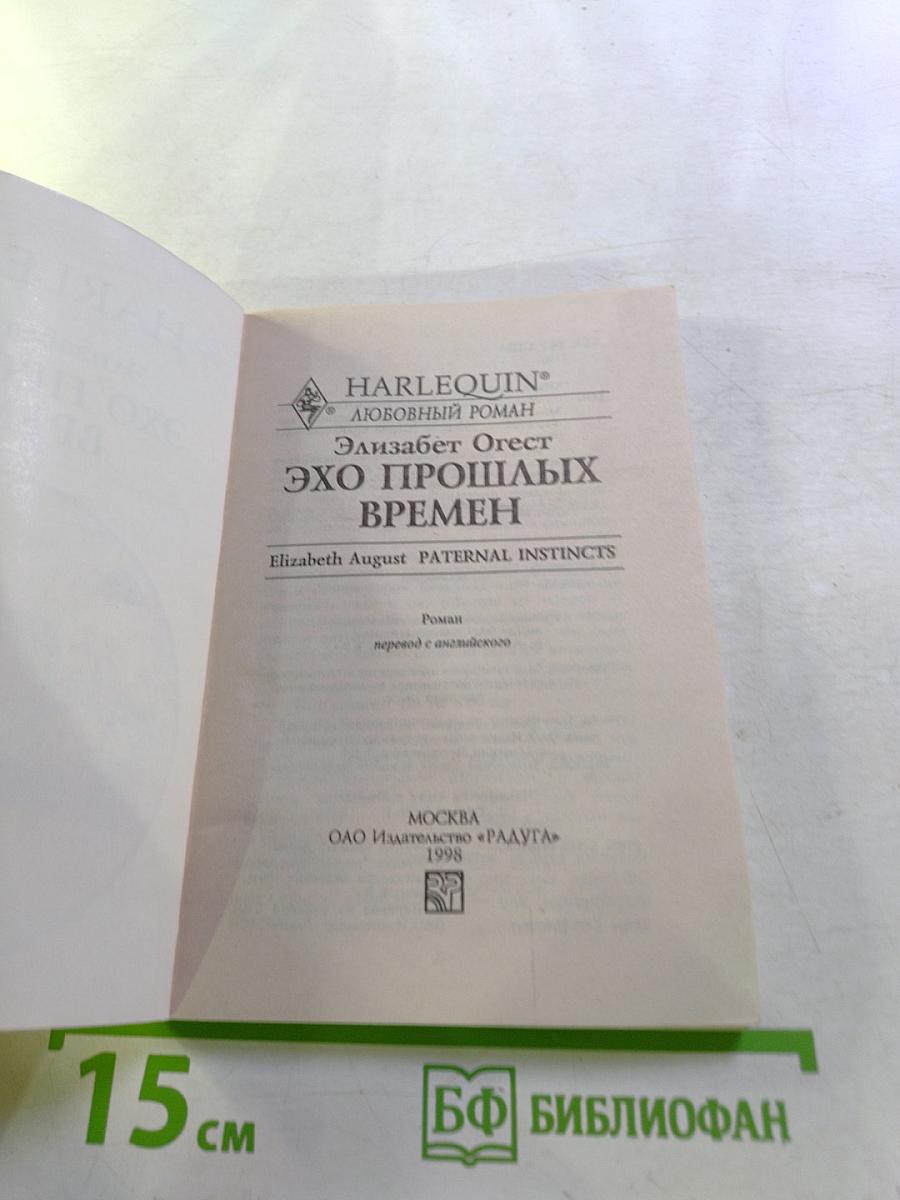 HARLEQUIN®
® ЛЮБОВНЫЙ РОМАН
Элизабет Огест
ЭХО ПРОШЛЫХ
ВРЕМЕН
Elizabeth August PATERNAL INSTINCTS
Роман
перевод с английского
МОСКВА
ОАО Издательство «РАДУГА»
1998
15 см
БФ БИБЛИОФАН